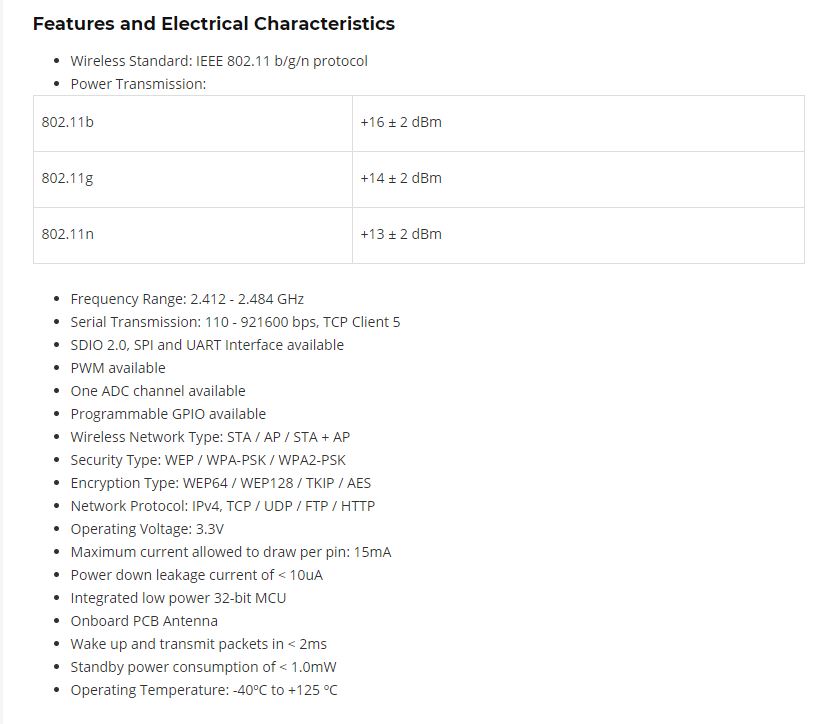 Features and Electrical Characteristics
• Wireless Standard: IEEE 802.11 b/g/n protocol
• Power Transmission:
802.11b +16 ± 2 dBm
802.11g +14 ± 2 dBm
802.11n +13 ± 2 dBm
• Frequency Range: 2.412 - 2.484 GHz
• Serial Transmission: 110 - 921600 bps, TCP Client 5
• SDIO 2.0, SPI and UART Interface available
• PWM available
• One ADC channel available
• Programmable GPIO available
• Wireless Network Type: STA / AP / STA + AP
• Security Type: WEP / WPA-PSK / WPA2-PSK
• Encryption Type: WEP64 / WEP128 / TKIP / AES
• Network Protocol: IPv4, TCP / UDP / FTP / HTTP
• Operating Voltage: 3.3V
• Maximum current allowed to draw per pin: 15mA
• Power down leakage current of < 10uA
• Integrated low power 32-bit MCU
• Onboard PCB Antenna
• Wake up and transmit packets in < 2ms
• Standby power consumption of < 1.0mW
• Operating Temperature: -40ºC to +125 ºC